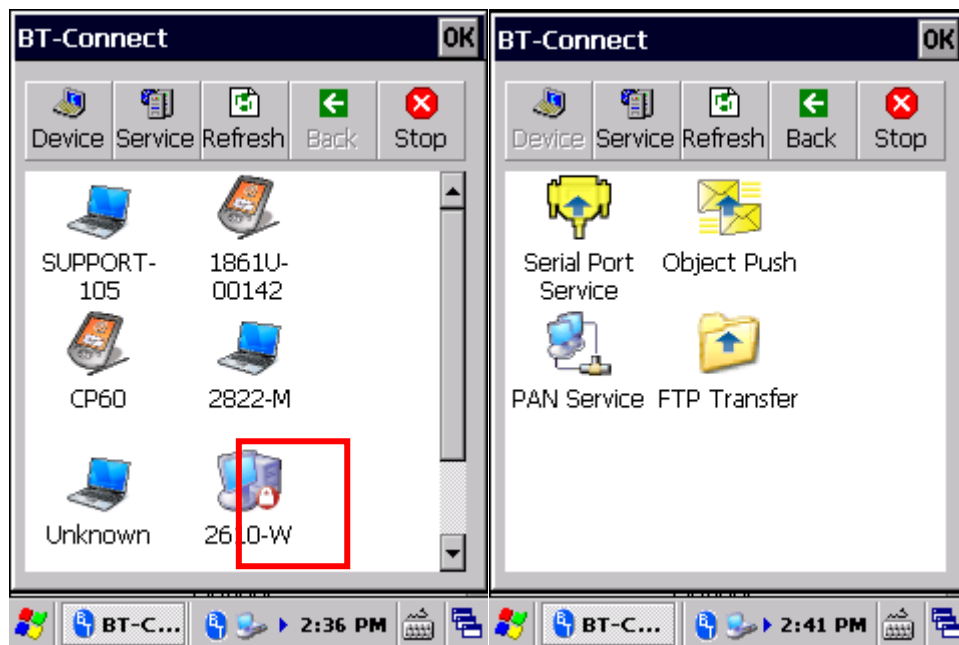 BT-Connect OK
Device Service Refresh Back Stop
SUPPORT-
105
1861U-
00142
CP60
2822-M
Unknown
2610-W
BT-C...
2:36 PM
BT-Connect OK
Device Service Refresh Back Stop
Serial Port
Service
Object Push
PAN Service
FTP Transfer
BT-C...
2:41 PM